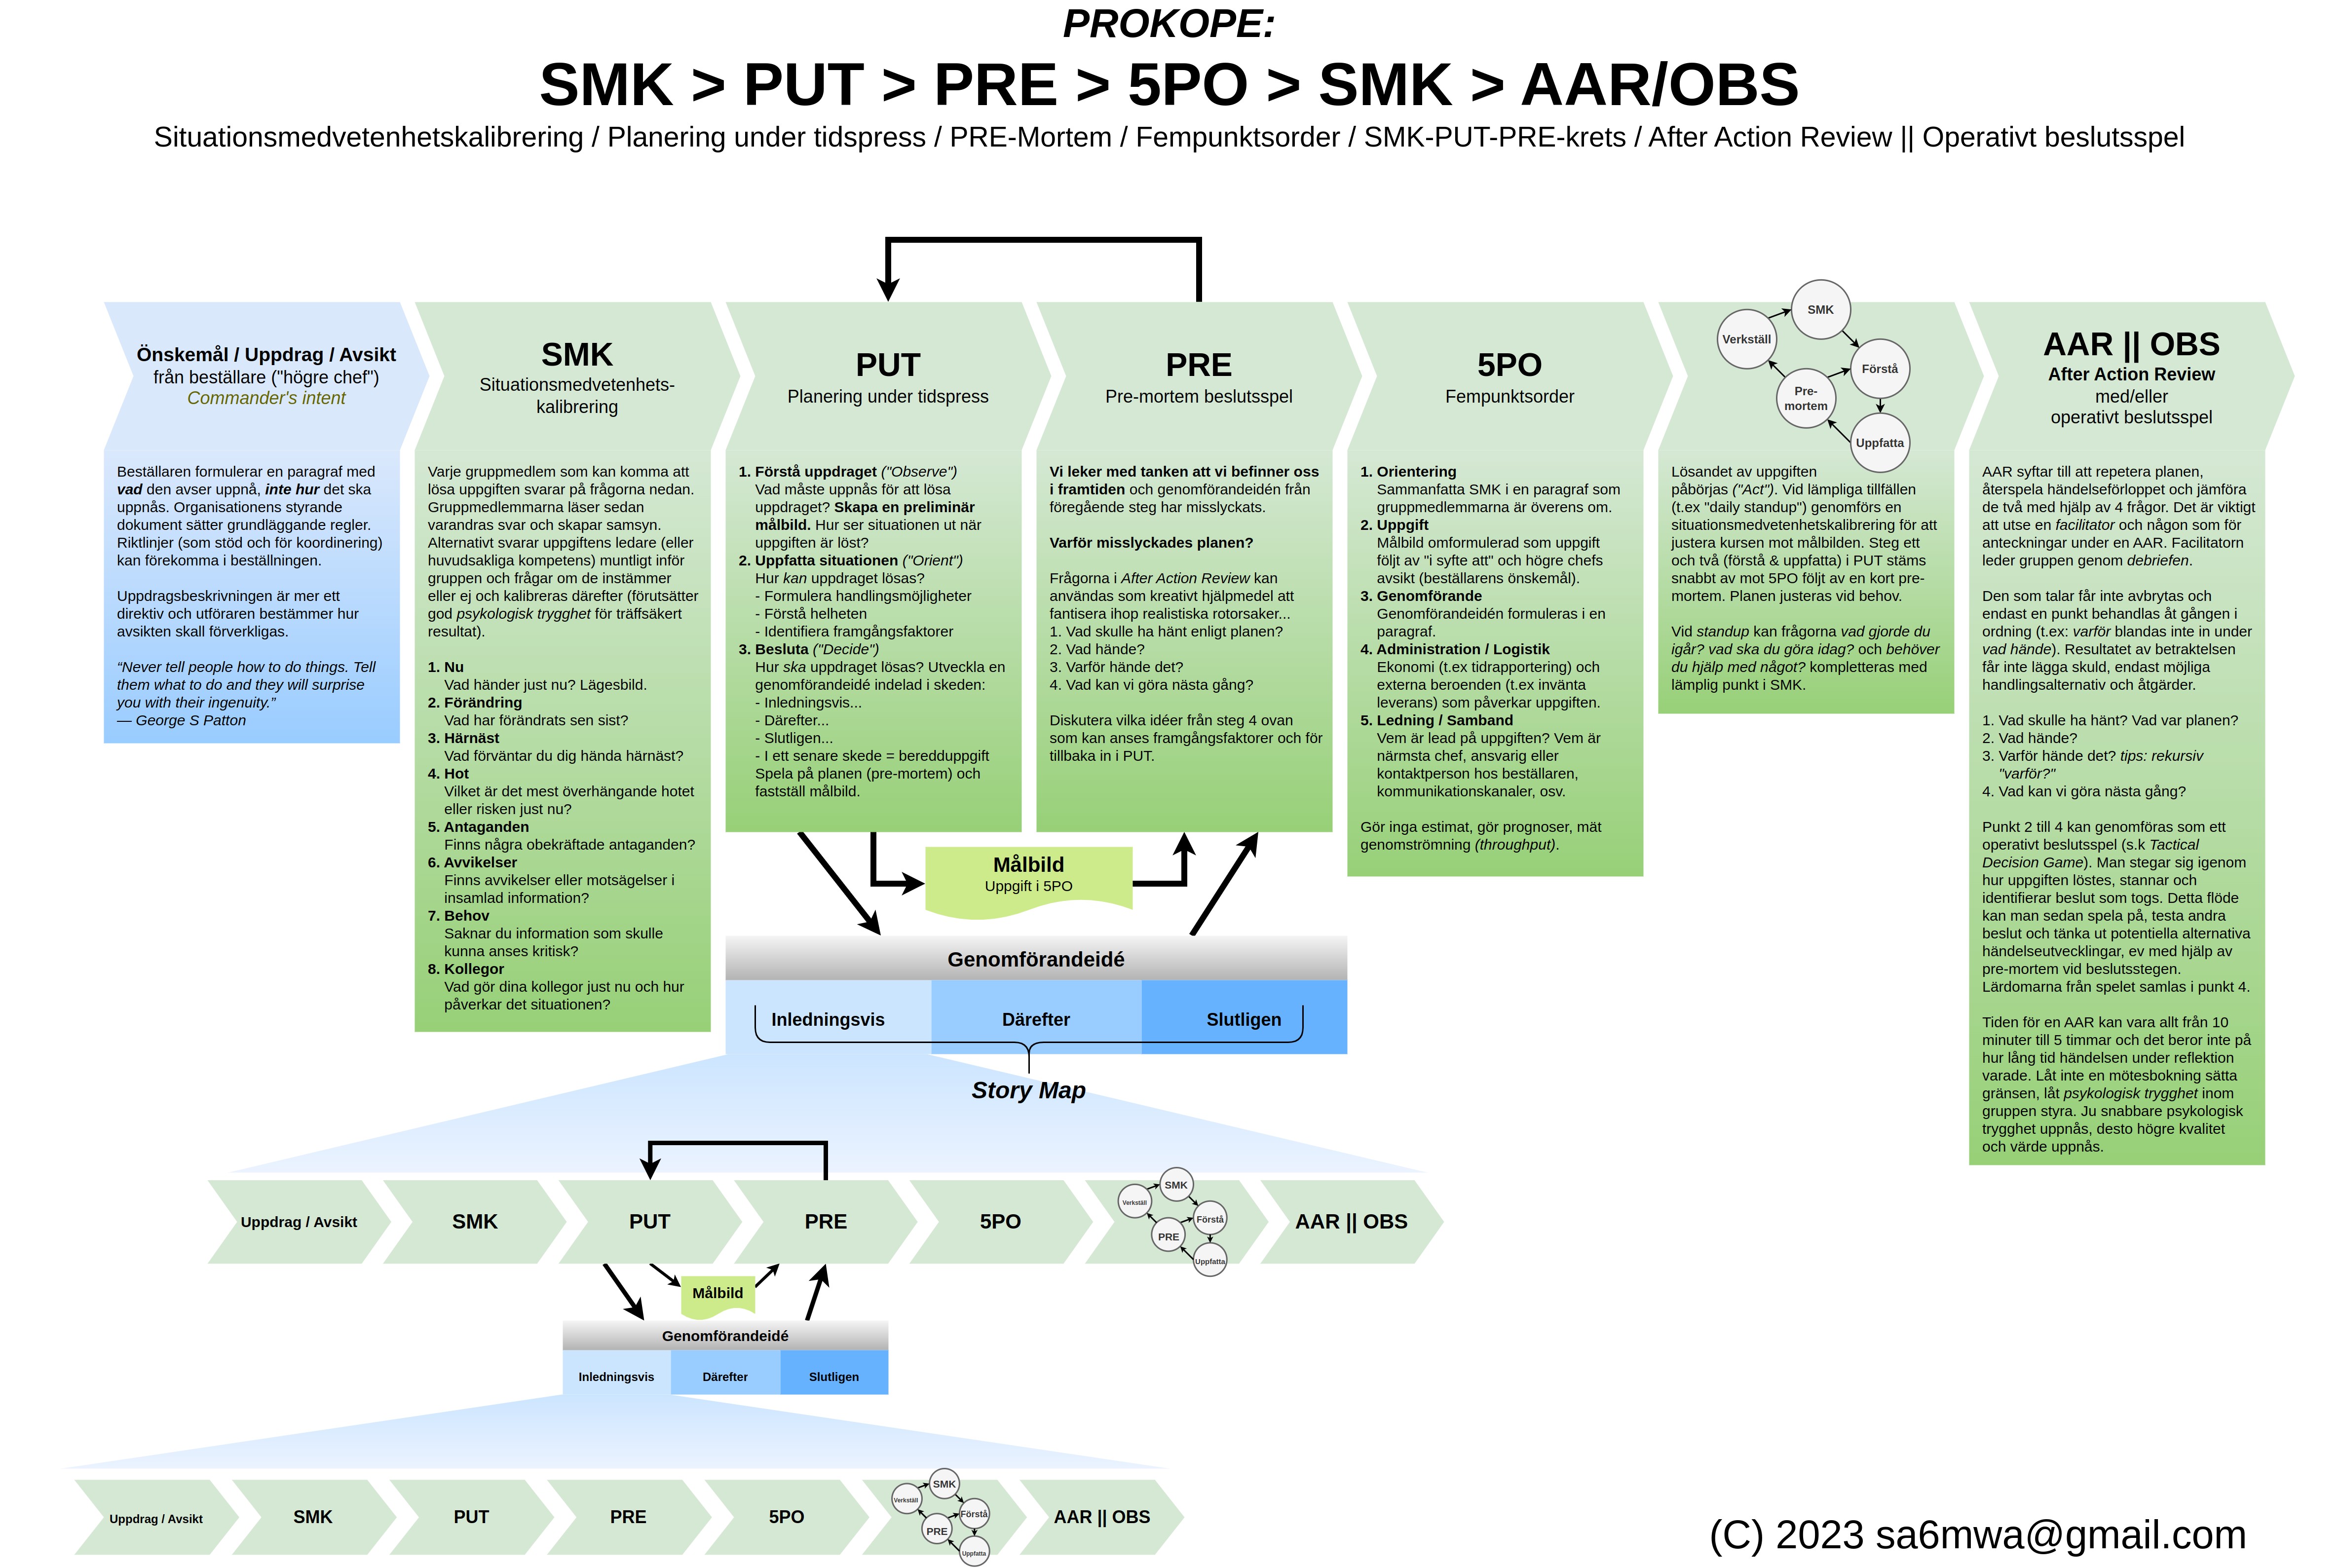 PROKOPE:
SMK > PUT > PRE > 5PO > SMK > AAR/OBS
Situationsmedvetenhetskalibrering / Planering under tidspress / PRE-Mortem / Fempunktsorder / SMK-PUT-PRE-krets / After Action Review || Operativt beslutsspel
Önskemål / Uppdrag / Avsikt
från beställare ("högre chef")
Commander's intent
Beställaren formulerar en paragraf med
vad den avser uppnå, inte hur det ska
uppnås. Organisationens styrande
dokument sätter grundläggande regler.
Riktlinjer (som stöd och för koordinering)
kan förekomma i beställningen.
Uppdragsbeskrivningen är mer ett
direktiv och utföraren bestämmer hur
avsikten skall förverkligas.
“Never tell people how to do things. Tell
them what to do and they will surprise
you with their ingenuity.”
— George S Patton
SMK
Situationsmedvetenhets-
kalibrering
Varje gruppmedlem som kan komma att
lösa uppgiften svarar på frågorna nedan.
Gruppmedlemmarna läser sedan
varandras svar och skapar samsyn.
Alternativt svarar uppgiftens ledare (eller
huvudsakliga kompetens) muntligt inför
gruppen och frågar om de instämmer
eller ej och kalibreras därefter (förutsätter
god psykologisk trygghet för träffsäkert
resultat).
1. Nu
Vad händer just nu? Lägesbild.
2. Förändring
Vad har förändrats sen sist?
3. Härnäst
Vad förväntar du dig hända härnäst?
4. Hot
Vilket är det mest överhängande hotet
eller risken just nu?
5. Antaganden
Finns några obekräftade antaganden?
6. Avvikelser
Finns avvikelser eller motsägelser i
insamlad information?
7. Behov
Saknar du information som skulle
kunna anses kritisk?
8. Kollegor
Vad gör dina kollegor just nu och hur
påverkar det situationen?
PUT
Planering under tidspress
1. Förstå uppdraget ("Observe")
Vad måste uppnås för att lösa
uppdraget? Skapa en preliminär
målbild. Hur ser situationen ut när
uppgiften är löst?
2. Uppfatta situationen ("Orient")
Hur kan uppdraget lösas?
- Formulera handlingsmöjligheter
- Förstå helheten
- Identifiera framgångsfaktorer
3. Besluta ("Decide")
Hur ska uppdraget lösas? Utveckla en
genomförandeidé indelad i skeden:
- Inledningsvis...
- Därefter...
- Slutligen...
- I ett senare skede = beredduppgift
Spela på planen (pre-mortem) och
fastställ målbild.
PRE
Pre-mortem beslutsspel
Vi leker med tanken att vi befinner oss
i framtiden och genomförandeidén från
föregående steg har misslyckats.
Varför misslyckades planen?
Frågorna i After Action Review kan
användas som kreativt hjälpmedel att
fantisera ihop realistiska rotorsaker...
1. Vad skulle ha hänt enligt planen?
2. Vad hände?
3. Varför hände det?
4. Vad kan vi göra nästa gång?
Diskutera vilka idéer från steg 4 ovan
som kan anses framgångsfaktorer och för
tillbaka in i PUT.
5PO
Fempunktsorder
1. Orientering
Sammanfatta SMK i en paragraf som
gruppmedlemmarna är överens om.
2. Uppgift
Målbild omformulerad som uppgift
följt av "i syfte att" och högre chefs
avsikt (beställarens önskemål).
3. Genomförande
Genomförandeidén formuleras i en
paragraf.
4. Administration / Logistik
Ekonomi (t.ex tidrapportering) och
externa beroenden (t.ex invänta
leverans) som påverkar uppgiften.
5. Ledning / Samband
Vem är lead på uppgiften? Vem är
närmsta chef, ansvarig eller
kontaktperson hos beställaren,
kommunikationskanaler, osv.
Gör inga estimat, gör prognoser, mät
genomströmning (throughput).
SMK
Verkställ
Förstå
Pre-
mortem
Uppfatta
Lösandet av uppgiften
påbörjas ("Act"). Vid lämpliga tillfällen
(t.ex "daily standup") genomförs en
situationsmedvetenhetskalibrering för att
justera kursen mot målbilden. Steg ett
och två (förstå & uppfatta) i PUT stäms
snabbt av mot 5PO följt av en kort pre-
mortem. Planen justeras vid behov.
Vid standup kan frågorna vad gjorde du
igår? vad ska du göra idag? och behöver
du hjälp med något? kompletteras med
lämplig punkt i SMK.
AAR || OBS
After Action Review
med/eller
operativt beslutsspel
AAR syftar till att repetera planen,
återspela händelseförloppet och jämföra
de två med hjälp av 4 frågor. Det är viktigt
att utse en facilitator och någon som för
anteckningar under en AAR. Facilitatorn
leder gruppen genom debriefen.
Den som talar får inte avbrytas och
endast en punkt behandlas åt gången i
ordning (t.ex: varför blandas inte in under
vad hände). Resultatet av betraktelsen
får inte lägga skuld, endast möjliga
handlingsalternativ och åtgärder.
1. Vad skulle ha hänt? Vad var planen?
2. Vad hände?
3. Varför hände det? tips: rekursiv
"varför?"
4. Vad kan vi göra nästa gång?
Punkt 2 till 4 kan genomföras som ett
operativt beslutsspel (s.k Tactical
Decision Game). Man stegar sig igenom
hur uppgiften löstes, stannar och
identifierar beslut som togs. Detta flöde
kan man sedan spela på, testa andra
beslut och tänka ut potentiella alternativa
händelseutvecklingar, ev med hjälp av
pre-mortem vid beslutsstegen.
Lärdomarna från spelet samlas i punkt 4.
Tiden för en AAR kan vara allt från 10
minuter till 5 timmar och det beror inte på
hur lång tid händelsen under reflektion
varade. Låt inte en mötesbokning sätta
gränsen, låt psykologisk trygghet inom
gruppen styra. Ju snabbare psykologisk
trygghet uppnås, desto högre kvalitet
och värde uppnås.
Målbild
Uppgift i 5PO
Genomförandeidé
Inledningsvis
Därefter
Slutligen
Story Map
Uppdrag / Avsikt
SMK
PUT
PRE
5PO
SMK
Verkställ
Förstå
PRE
Uppfatta
AAR || OBS
Målbild
Genomförandeidé
Inledningsvis
Därefter
Slutligen
Uppdrag / Avsikt
SMK
PUT
PRE
5PO
SMK
Verkställ
Förstå
PRE
Uppfatta
AAR || OBS
(C) 2023 sa6mwa@gmail.com